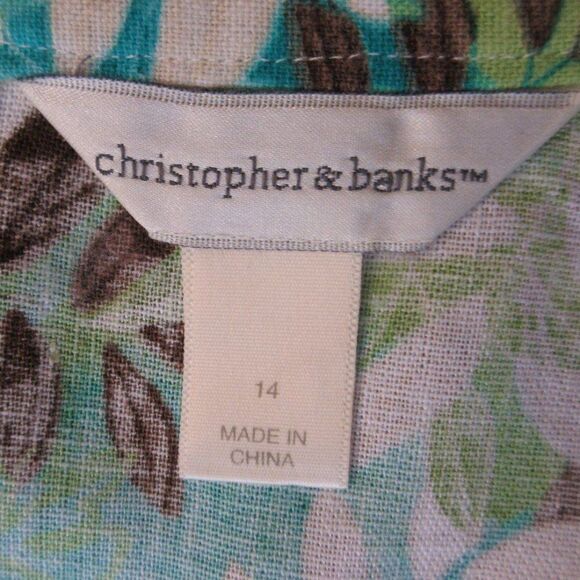 christopher & banks™
14
MADE IN
CHINA